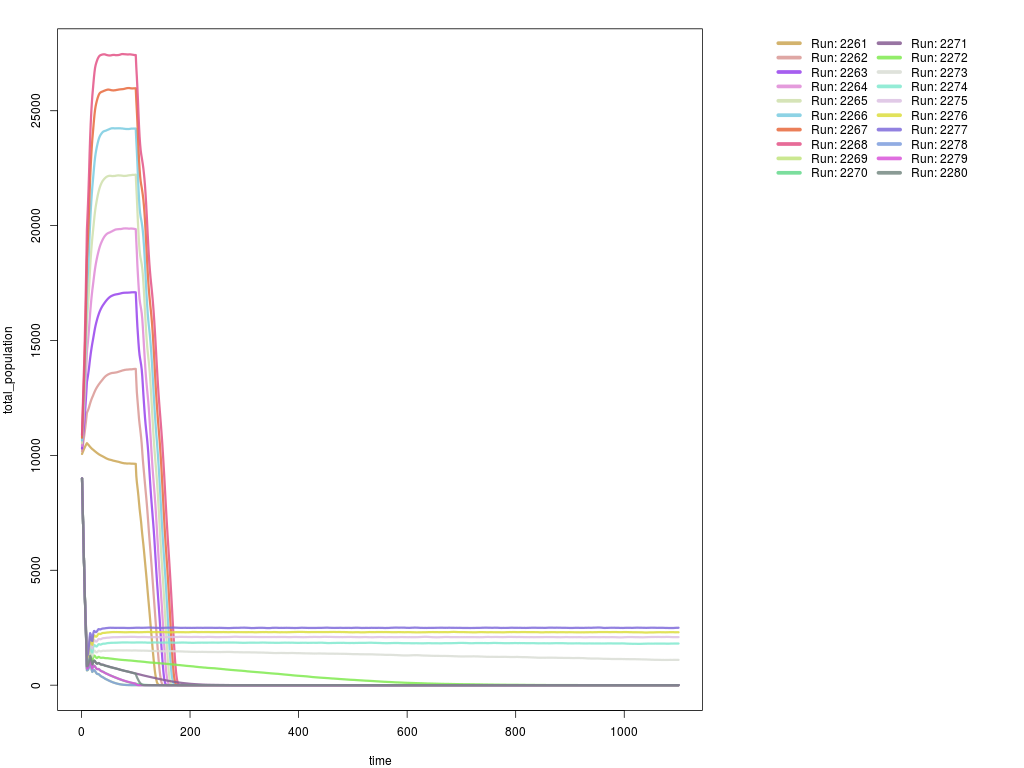 Run: 2261
Run: 2262
Run: 2263
Run: 2264
Run: 2265
Run: 2266
Run: 2267
Run: 2268
Run: 2269
Run: 2270
Run: 2271
Run: 2272
Run: 2273
Run: 2274
Run: 2275
Run: 2276
Run: 2277
Run: 2278
Run: 2279
Run: 2280
total_population
25000
20000
15000
10000
5000
0
0 200 400 600 800 1000
time